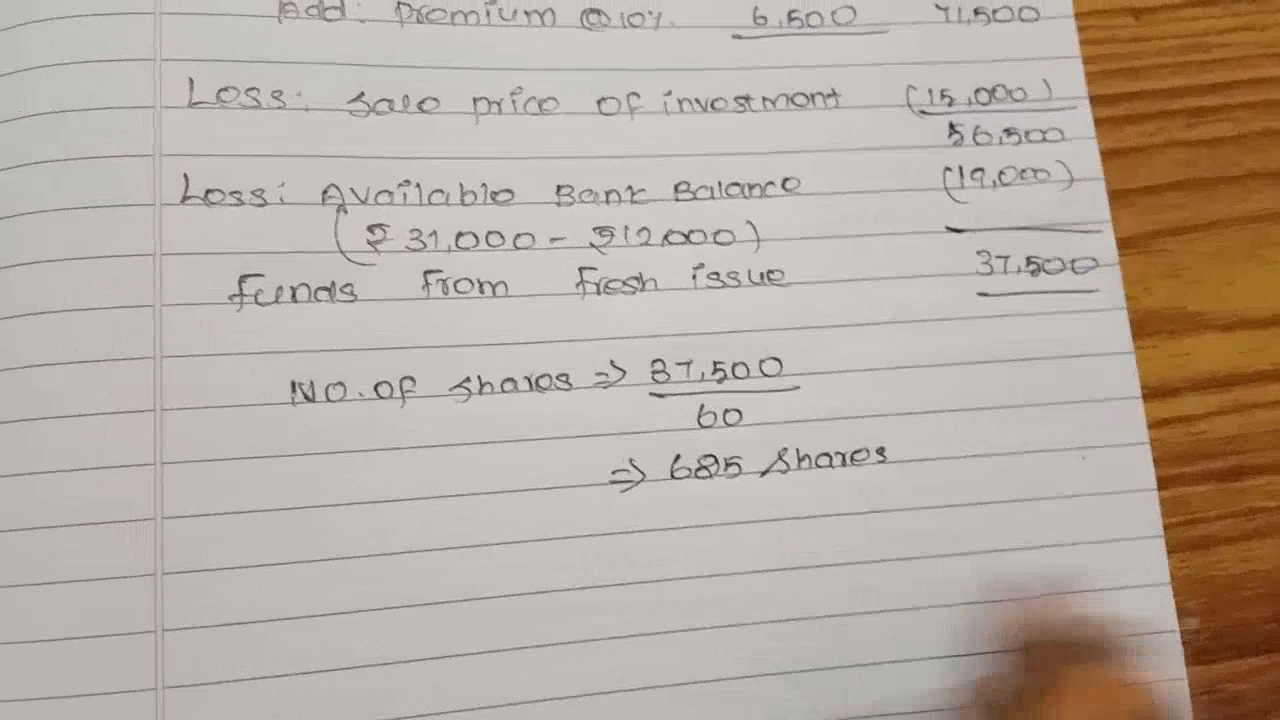 Add: Premium @10%. 6,500 71,500
Less: Sale price of investment (15,000)
56,500
Less: Available Bank Balance (19,000)
(₹ 31,000 - ₹12,000)
Funds from fresh issue 37,500
No. of shares ⇒ 37,500
60
⇒ 625 shares